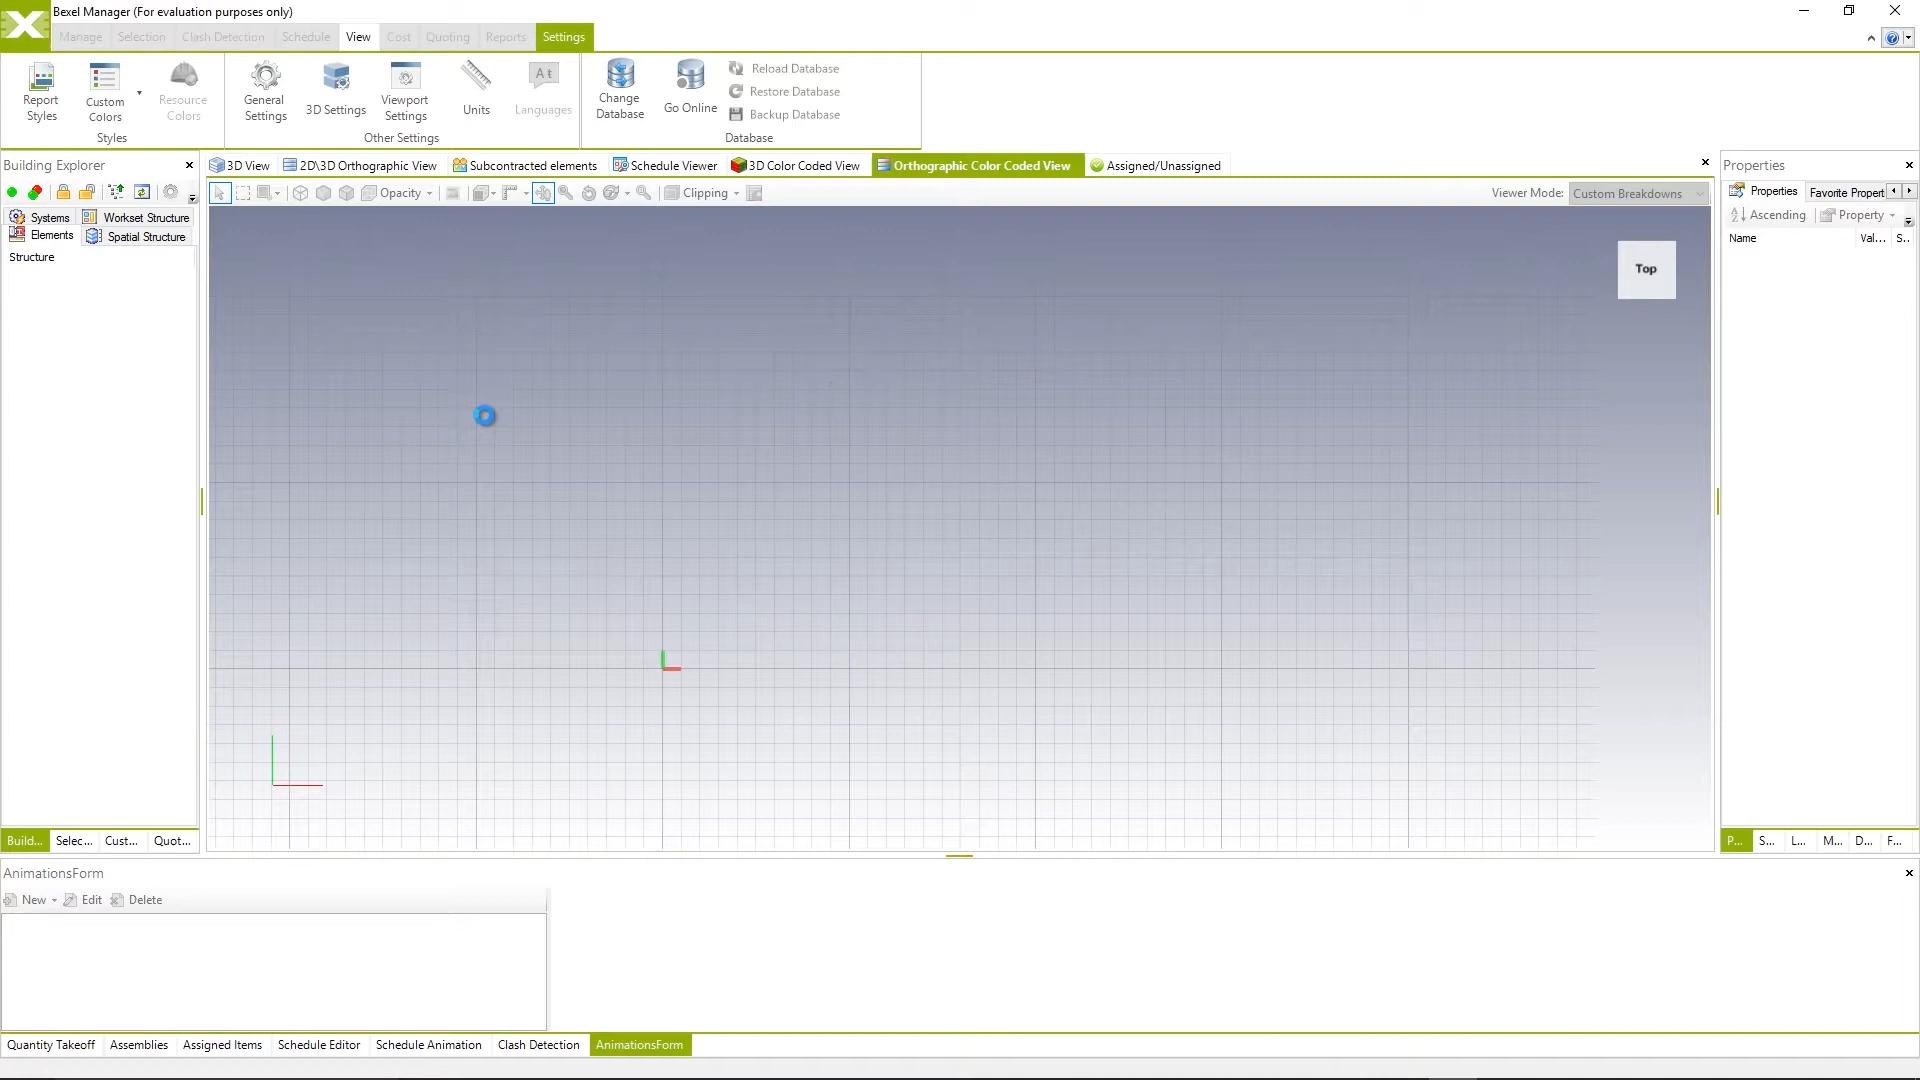 Bexel Manager (For evaluation purposes only)
Manage Selection Clash Detection Schedule View Cost Quoting Reports Settings
Report Styles
Custom Colors
Resource Colors
Styles
General Settings
3D Settings
Viewport Settings
Units
At
Languages
Other Settings
Change Database
Go Online
Reload Database
Restore Database
Backup Database
Database
Building Explorer
3D View 2D\3D Orthographic View Subcontracted elements Schedule Viewer 3D Color Coded View Orthographic Color Coded View Assigned/Unassigned
Properties
Opacity Clipping Viewer Mode: Custom Breakdowns
Properties Favorite Propert
Systems Workset Structure
Ascending Property
Elements Spatial Structure
Name Val... S..
Structure
Top
Build... Selec... Cust... Quot...
P... S... L... M... D... F...
AnimationsForm
New Edit Delete
Quantity Takeoff Assemblies Assigned Items Schedule Editor Schedule Animation Clash Detection AnimationsForm